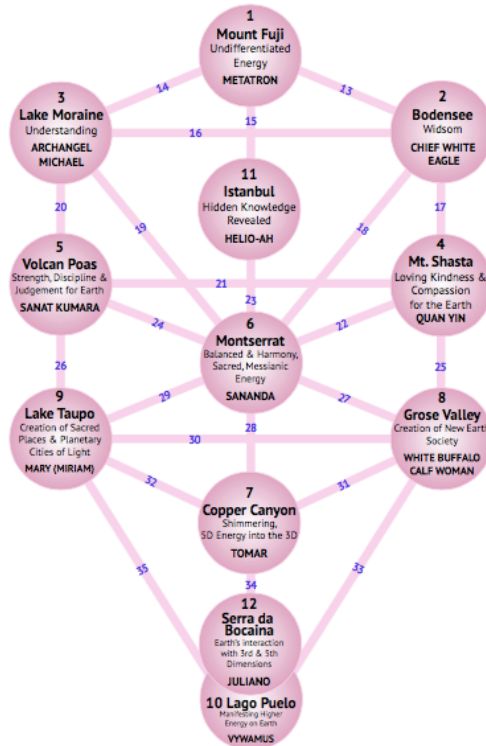 1
Mount Fuji
Undifferentiated
Energy
METATRON
14
13
3
Lake Moraine
Understanding
ARCHANGEL
MICHAEL
2
Bodensee
Widsom
CHIEF WHITE
EAGLE
16
15
11
Istanbul
Hidden Knowledge
Revealed
HELIO-AH
20
19
18
17
5
Volcan Poas
Strength, Discipline &
Judgement for Earth
SANAT KUMARA
4
Mt. Shasta
Loving Kindness &
Compassion
for the Earth
QUAN YIN
21
23
24
22
6
Montserrat
Balanced & Harmony,
Sacred, Messianic
Energy
SANANDA
26
25
29
27
9
Lake Taupo
Creation of Sacred
Places & Planetary
Cities of Light
MARY (MIRIAM)
8
Grose Valley
Creation of New Earth
Society
WHITE BUFFALO
CALF WOMAN
28
30
32
31
7
Copper Canyon
Shimmering,
5D Energy into the 3D
TOMAR
35
33
34
12
Serra da
Bocaina
Earth's interaction
with 3rd & 5th
Dimensions
JULIANO
10 Lago Puelo
Manifesting Higher
Energy on Earth
VYWAMUS